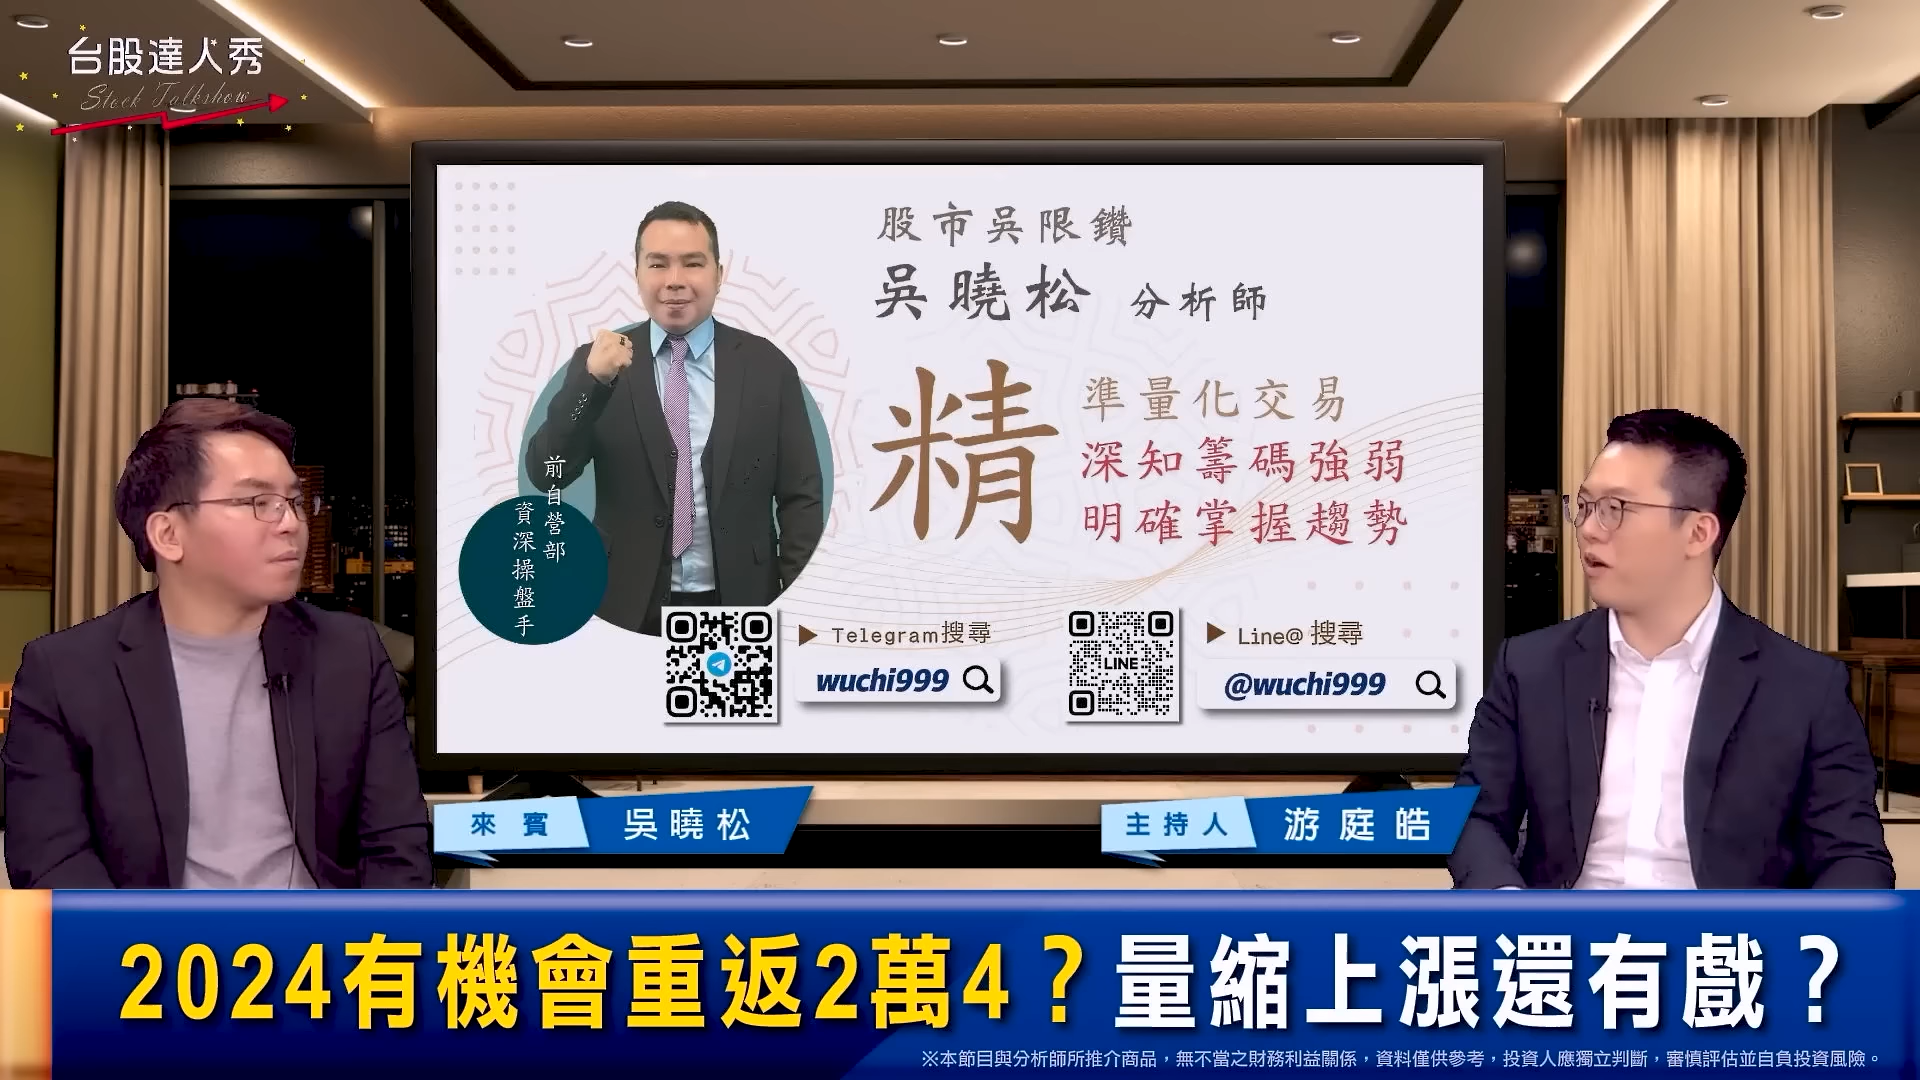 台股達人秀
Stock Talkshow
股市吳限鑽
吳曉松 分析師
精
準量化交易
深知籌碼強弱
明確掌握趨勢
前自營部
資深操盤手
Telegram搜尋
wuchi999
LINE
Line@ 搜尋
@wuchi999
來賓 吳曉松
主持人 游庭皓
2024有機會重返2萬4？量縮上漲還有戲？
※本節目與分析師所推介商品，無不當之財務利益關係，資料僅供參考，投資人應獨立判斷，審慎評估並自負投資風險。